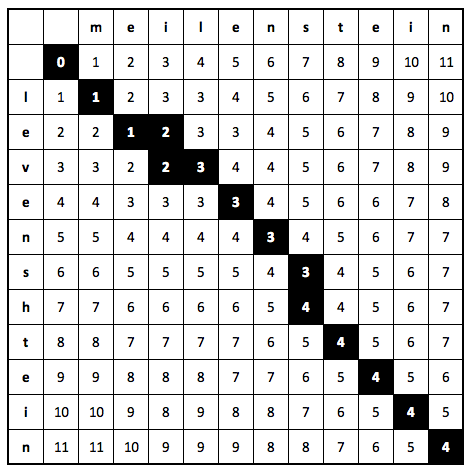 m e i l e n s t e i n
0 1 2 3 4 5 6 7 8 9 10 11
l 1 1 2 3 3 4 5 6 7 8 9 10
e 2 2 1 2 3 3 4 5 6 7 8 9
v 3 3 2 2 3 4 4 5 6 7 8 9
e 4 4 3 3 3 3 4 5 6 6 7 8
n 5 5 4 4 4 4 3 4 5 6 7 7
s 6 6 5 5 5 5 4 3 4 5 6 7
h 7 7 6 6 6 6 5 4 4 5 6 7
t 8 8 7 7 7 7 6 5 4 5 6 7
e 9 9 8 8 8 7 7 6 5 4 5 6
i 10 10 9 8 9 8 8 7 6 5 4 5
n 11 11 10 9 9 9 8 8 7 6 5 4